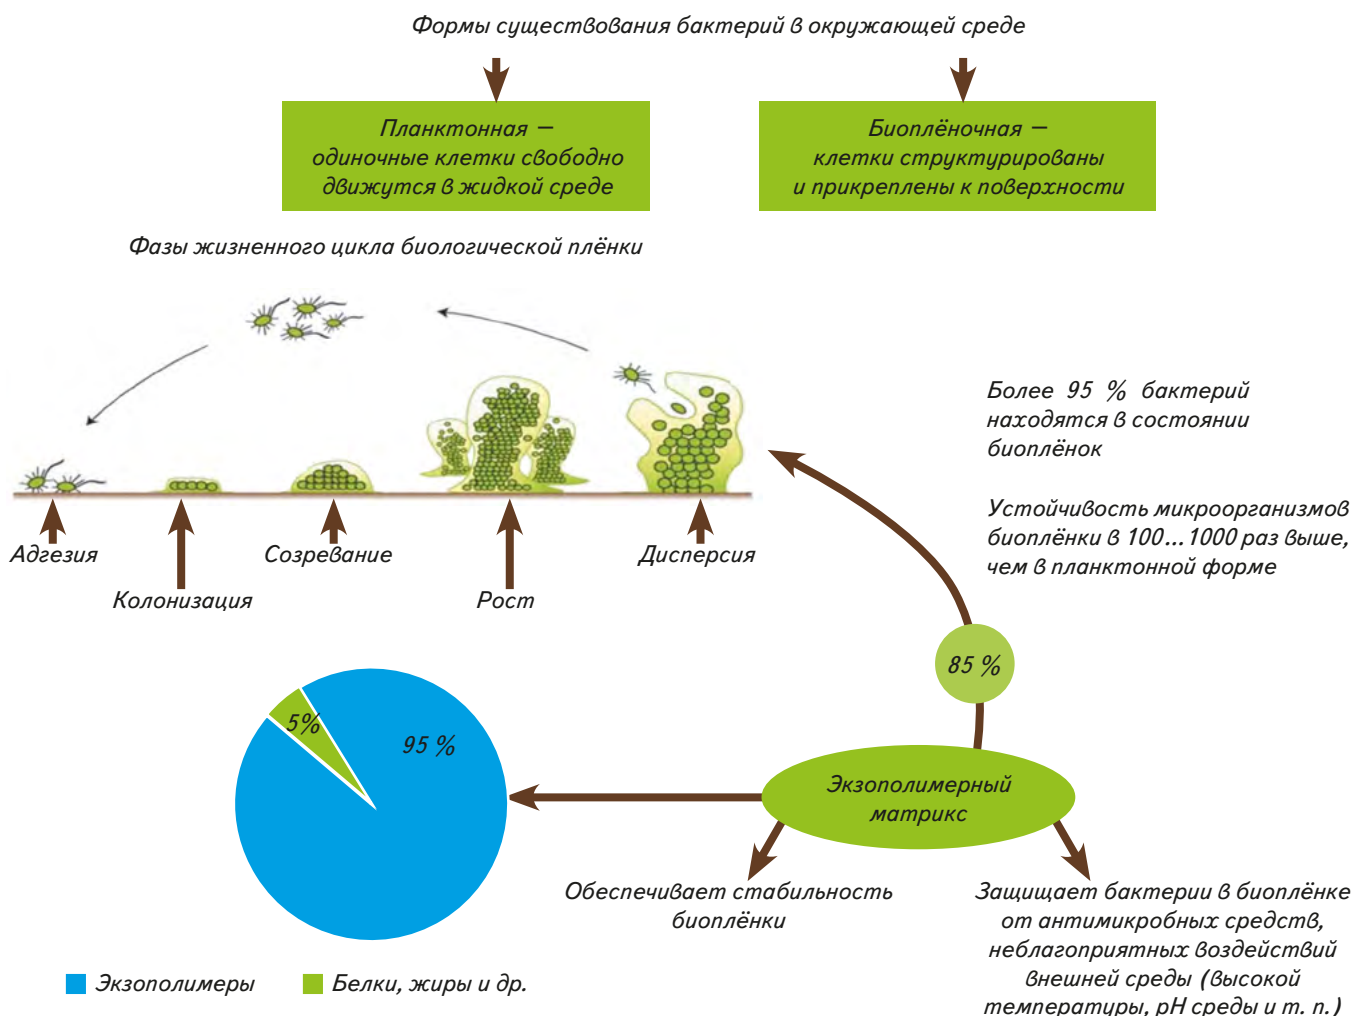 Формы существования бактерий в окружающей среде
Планктонная —
одиночные клетки свободно
движутся в жидкой среде
Биоплёночная —
клетки структурированы
и прикреплены к поверхности
Фазы жизненного цикла биологической плёнки
Более 95 % бактерий
находятся в состоянии
биоплёнок
Устойчивость микроорганизмов
биоплёнки в 100...1000 раз выше,
чем в планктонной форме
Адгезия
Колонизация
Созревание
Рост
Дисперсия
85 %
5%
95 %
Экзополимерный
матрикс
Обеспечивает стабильность
биоплёнки
Защищает бактерии в биоплёнке
от антимикробных средств,
неблагоприятных воздействий
внешней среды (высокой
температуры, pH среды и т. п.)
Экзополимеры
Белки, жиры и др.